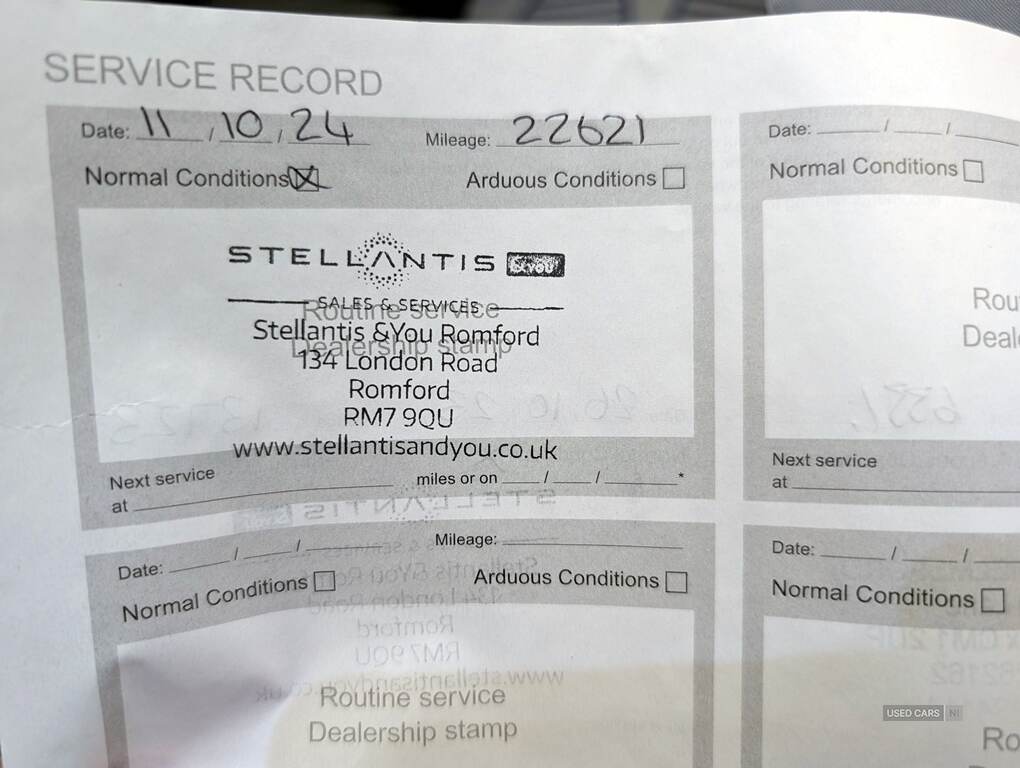 SERVICE RECORD
Date: 11 / 10 / 24 Mileage: 22621
Normal Conditions Arduous Conditions
STELLANTIS &YOU
SALES & SERVICES
Routine service
Stellantis &You Romford
Dealership stamp
134 London Road
Romford
RM7 9QU
www.stellantisandyou.co.uk
Next service
at miles or on / / *
Date: / /
Normal Conditions
Rou
Deal
Next service
at
Date: / / Mileage:
Normal Conditions Arduous Conditions
Routine service
Dealership stamp
Date: / /
Normal Conditions
Ro
USED CARS NI